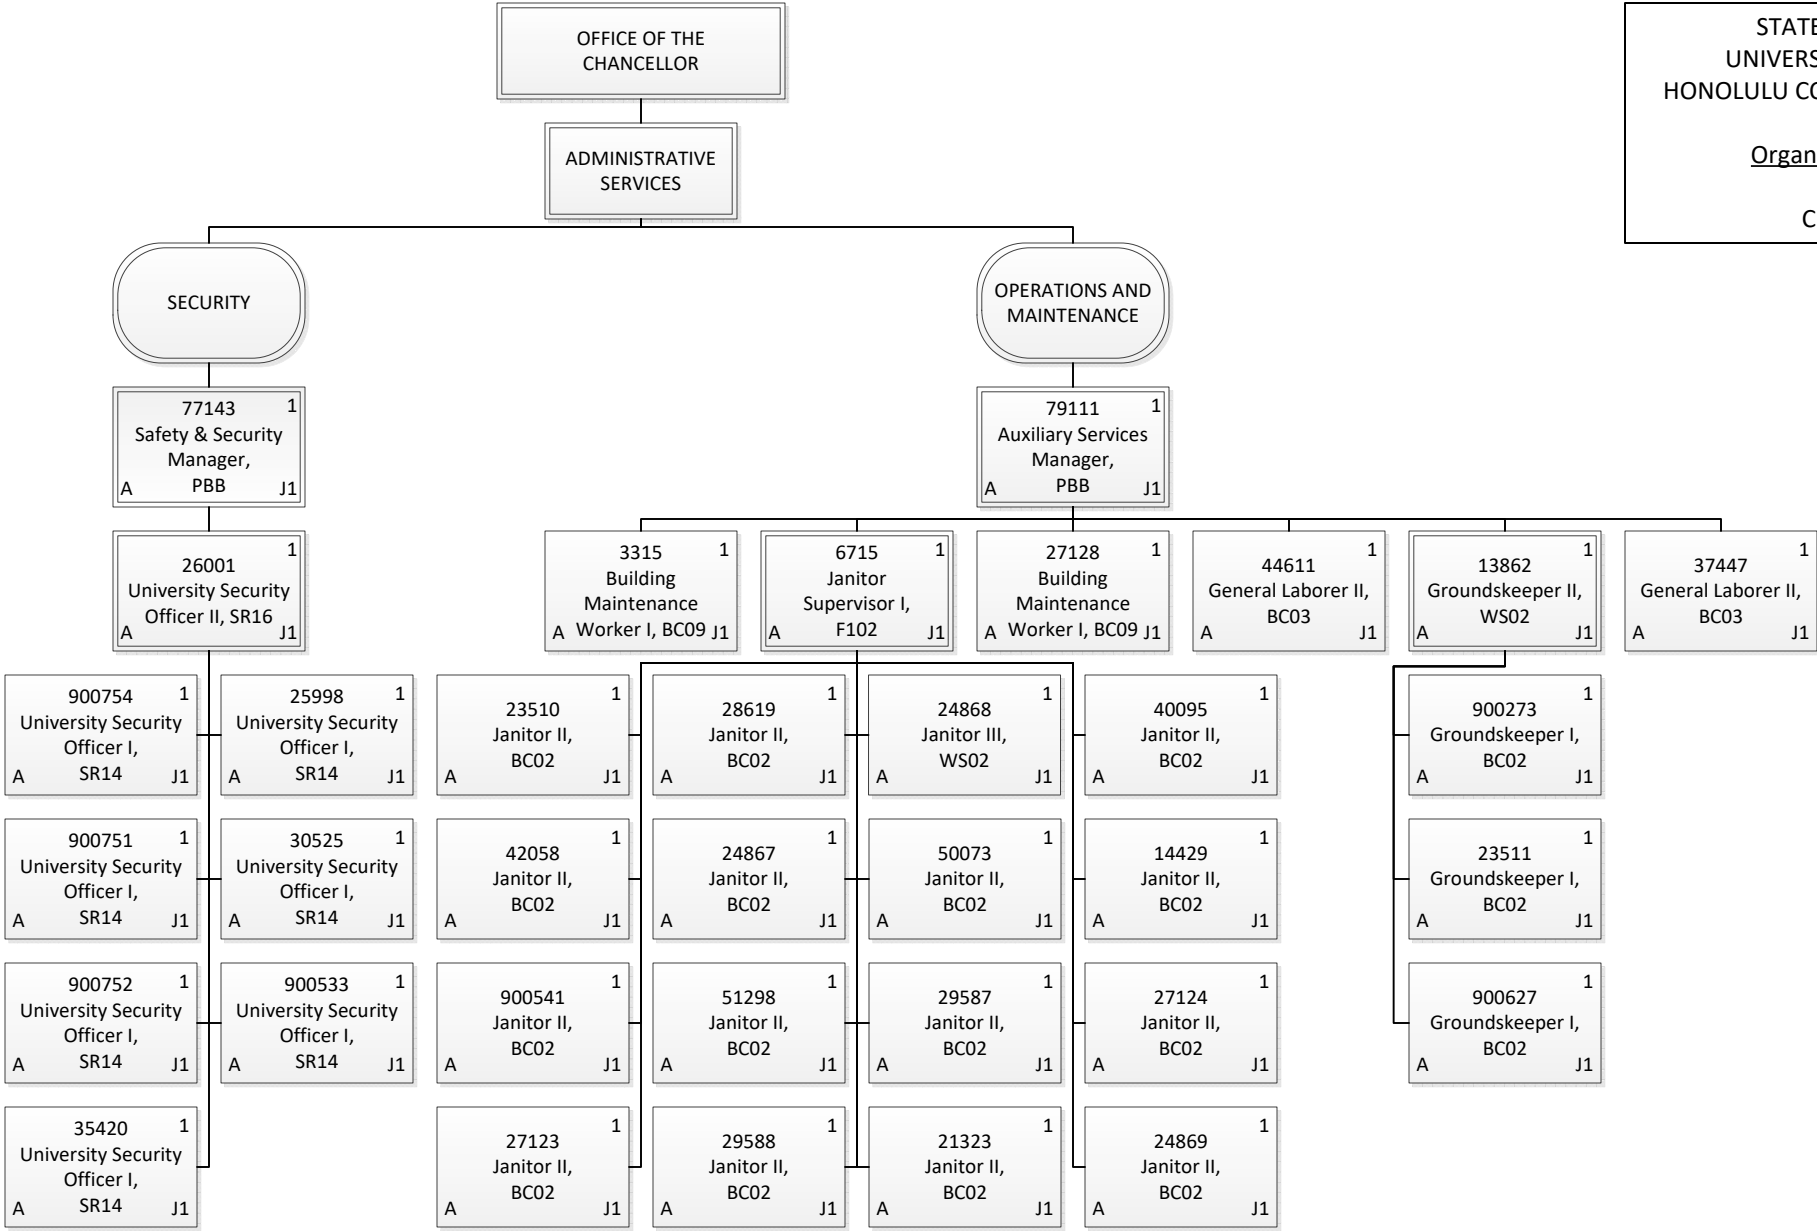 OFFICE OF THE
CHANCELLOR
STATE
UNIVERS
HONOLULU CO
Organ
C
ADMINISTRATIVE
SERVICES
SECURITY
OPERATIONS AND
MAINTENANCE
77143 1
Safety & Security
Manager,
A PBB J1
79111 1
Auxiliary Services
Manager,
A PBB J1
26001 1
University Security
Officer II, SR16
A J1
3315 1
Building
Maintenance
A Worker I, BC09 J1
6715 1
Janitor
Supervisor I,
A F102 J1
27128 1
Building
Maintenance
A Worker I, BC09 J1
44611 1
General Laborer II,
BC03
A J1
13862 1
Groundskeeper II,
WS02
A J1
37447 1
General Laborer II,
BC03
A J1
900754 1
University Security
Officer I,
A SR14 J1
25998 1
University Security
Officer I,
A SR14 J1
23510 1
Janitor II,
BC02
A J1
28619 1
Janitor II,
BC02
A J1
24868 1
Janitor III,
WS02
A J1
40095 1
Janitor II,
BC02
A J1
900273 1
Groundskeeper I,
BC02
A J1
900751 1
University Security
Officer I,
A SR14 J1
30525 1
University Security
Officer I,
A SR14 J1
42058 1
Janitor II,
BC02
A J1
24867 1
Janitor II,
BC02
A J1
50073 1
Janitor II,
BC02
A J1
14429 1
Janitor II,
BC02
A J1
23511 1
Groundskeeper I,
BC02
A J1
900752 1
University Security
Officer I,
A SR14 J1
900533 1
University Security
Officer I,
A SR14 J1
900541 1
Janitor II,
BC02
A J1
51298 1
Janitor II,
BC02
A J1
29587 1
Janitor II,
BC02
A J1
27124 1
Janitor II,
BC02
A J1
900627 1
Groundskeeper I,
BC02
A J1
35420 1
University Security
Officer I,
A SR14 J1
27123 1
Janitor II,
BC02
A J1
29588 1
Janitor II,
BC02
A J1
21323 1
Janitor II,
BC02
A J1
24869 1
Janitor II,
BC02
A J1